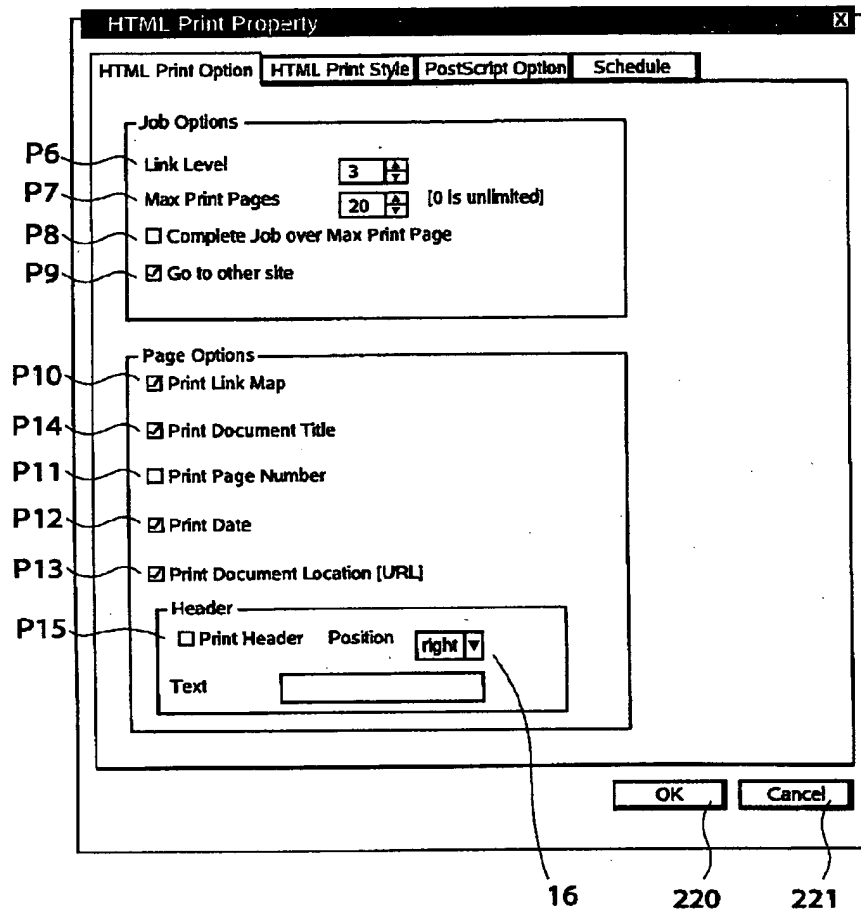 HTML Print Property X
HTML Print Option HTML Print Style PostScript Option Schedule
Job Options
P6 Link Level 3
P7 Max Print Pages 20 [0 is unlimited]
P8 Complete Job over Max Print Page
P9 Go to other site
Page Options
P10 Print Link Map
P14 Print Document Title
P11 Print Page Number
P12 Print Date
P13 Print Document Location [URL]
Header
P15 Print Header Position right
Text
OK Cancel
16 220 221